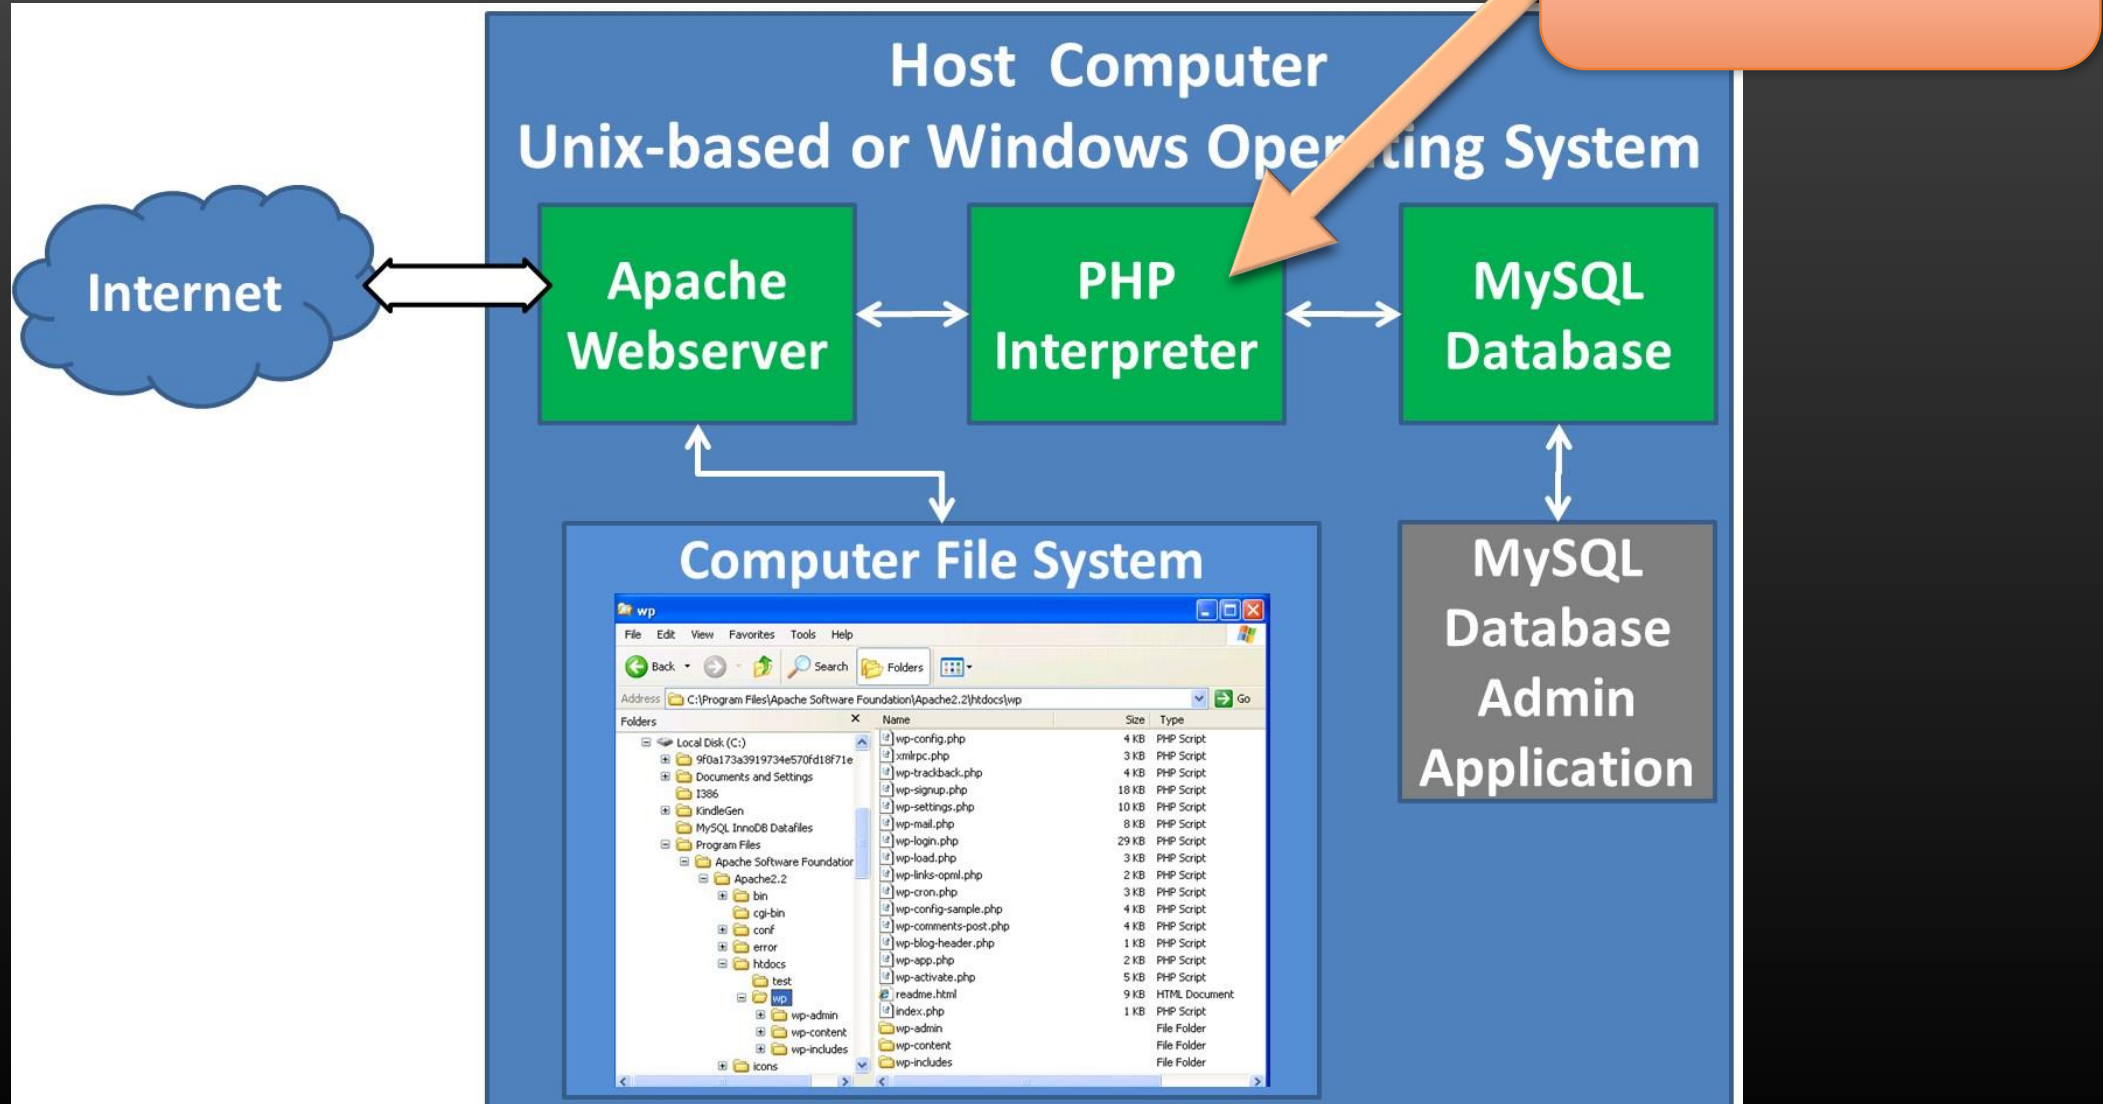 Host Computer
Unix-based or Windows Operating System
Internet
Apache
Webserver
PHP
Interpreter
MySQL
Database
Computer File System
wp
File Edit View Favorites Tools Help
Back Search Folders
Address C:\Program Files\Apache Software Foundation\Apache2.2\htdocs\wp Go
Folders X
Local Disk (C:)
9f0a173a3919734e570fd18f71e
Documents and Settings
I386
KindleGen
MySQL InnoDB Datafiles
Program Files
Apache Software Foundation
Apache2.2
bin
cgi-bin
conf
error
htdocs
test
wp
wp-admin
wp-content
wp-includes
icons
Name Size Type
wp-config.php 4 KB PHP Script
xmlrpc.php 3 KB PHP Script
wp-trackback.php 4 KB PHP Script
wp-signup.php 18 KB PHP Script
wp-settings.php 10 KB PHP Script
wp-mail.php 8 KB PHP Script
wp-login.php 29 KB PHP Script
wp-load.php 3 KB PHP Script
wp-links-opml.php 2 KB PHP Script
wp-cron.php 3 KB PHP Script
wp-config-sample.php 4 KB PHP Script
wp-comments-post.php 4 KB PHP Script
wp-blog-header.php 1 KB PHP Script
wp-app.php 2 KB PHP Script
wp-activate.php 5 KB PHP Script
readme.html 9 KB HTML Document
index.php 1 KB PHP Script
wp-admin File Folder
wp-content File Folder
wp-includes File Folder
MySQL
Database
Admin
Application